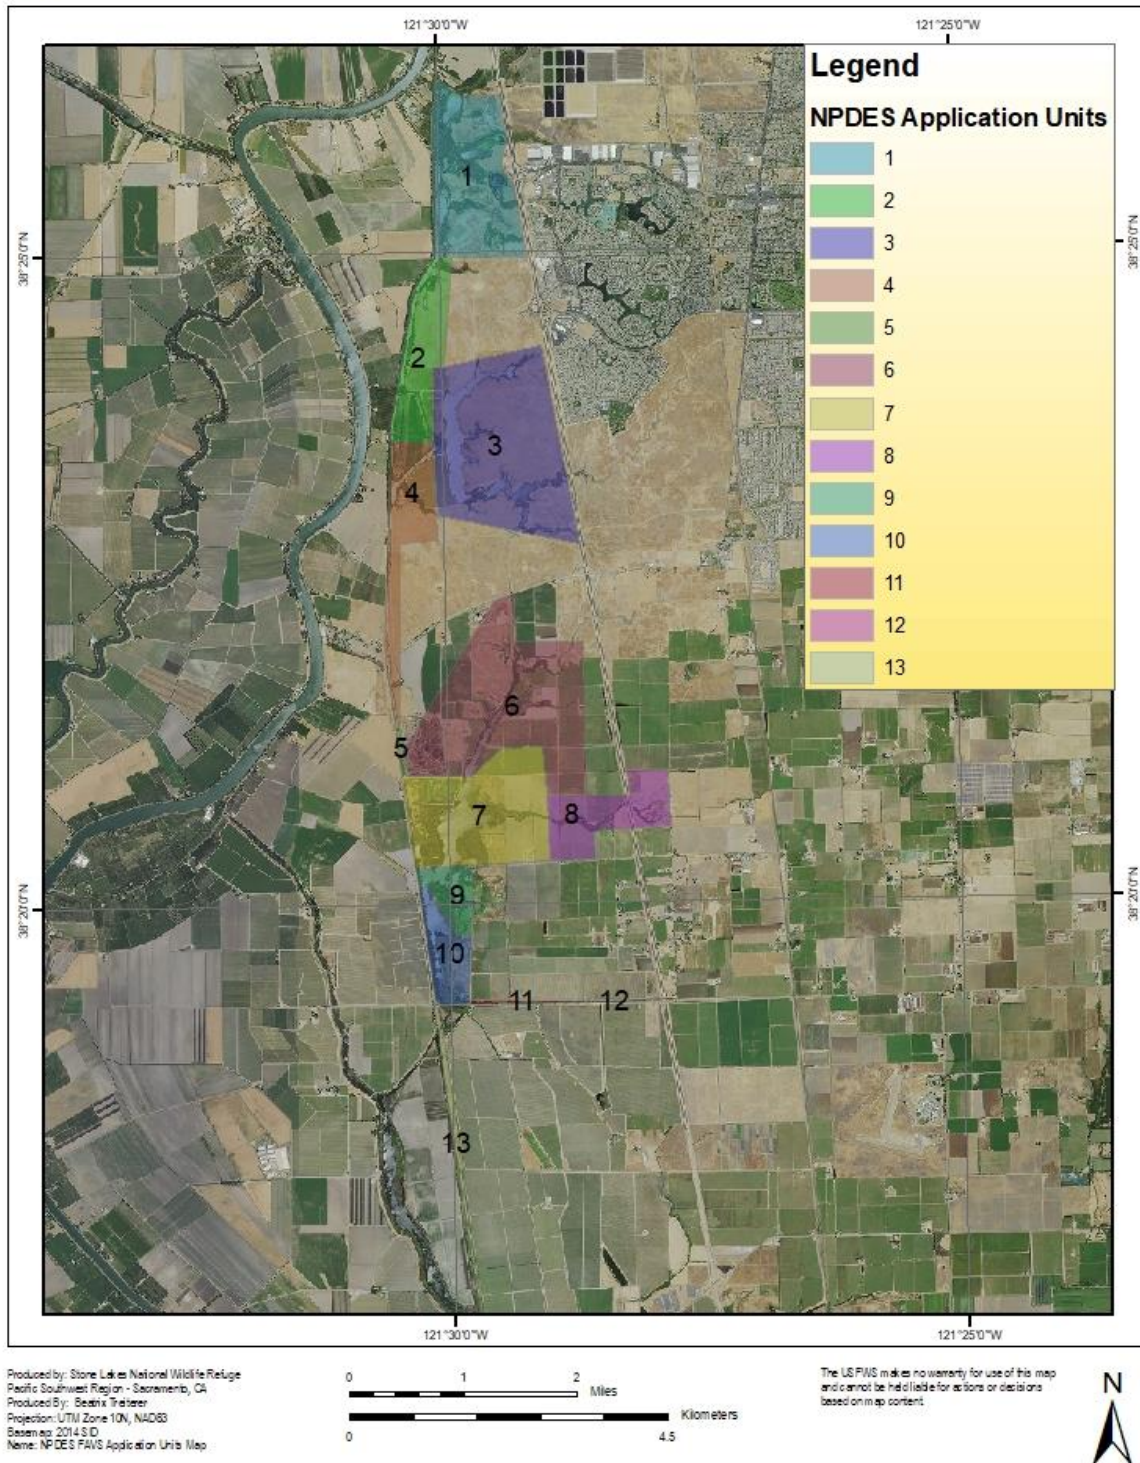 121°30'0"W 121°25'0"W
Legend
NPDES Application Units
1
2
3
4
5
6
7
8
9
10
11
12
13
38°25'0"N
38°25'0"N
38°20'0"N
38°20'0"N
1
2
3
4
5
6
7
8
9
10
11 12
13
121°30'0"W 121°25'0"W
Produced by: Stone Lakes National Wildlife Refuge
Pacific Southwest Region - Sacramento, CA
Produced By: Beatrix Treiterer
Projection: UTM Zone 10N, NAD83
Basemap: 2014 SID
Name: NPDES FAVS Application Units Map
0 1 2
Miles
Kilometers
0 4.5
The USFWS makes no warranty for use of this map
and cannot be held liable for actions or decisions
based on map content.
N